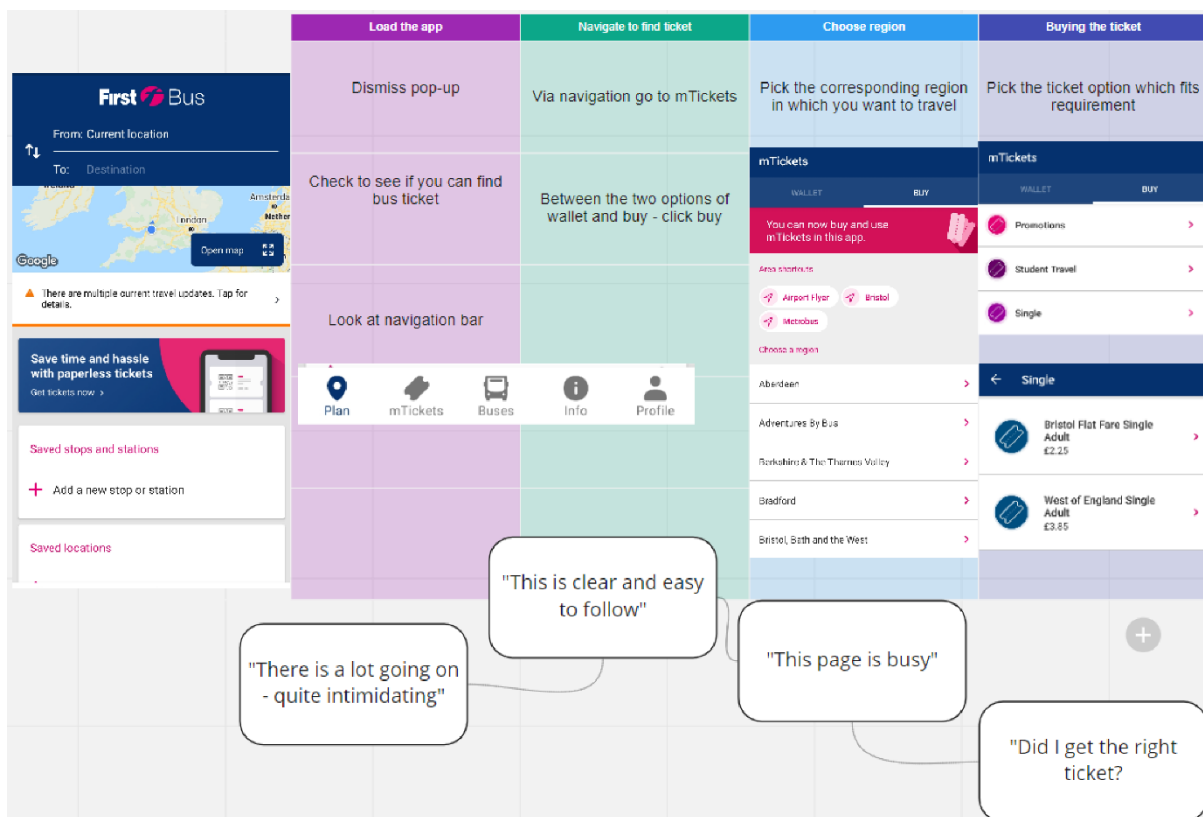 Load the app
Navigate to find ticket
Choose region
Buying the ticket
First Bus
From: Current location
To: Destination
London
Amsterda
Nether
Open map
Google
There are multiple current travel updates. Tap for
details.
Save time and hassle
with paperless tickets
Get tickets now >
Saved stops and stations
+ Add a new stop or station
Saved locations
Dismiss pop-up
Check to see if you can find
bus ticket
Look at navigation bar
Plan
mTickets
Buses
Info
Profile
Via navigation go to mTickets
Between the two options of
wallet and buy - click buy
Pick the corresponding region
in which you want to travel
mTickets
WALLET
BUY
You can now buy and use
mTickets in this app.
Area shortcuts
Airport Flyer
Bristol
Metrobus
Choose a region
Aberdeen
Adventures By Bus
Berkshire & The Thames Valley
Bradford
Bristol, Bath and the West
Pick the ticket option which fits
requirement
mTickets
WALLET
BUY
Promotions
Student Travel
Single
Single
Bristol Flat Fare Single
Adult
£2.25
West of England Single
Adult
£3.85
"There is a lot going on
- quite intimidating"
"This is clear and easy
to follow"
"This page is busy"
"Did I get the right
ticket?